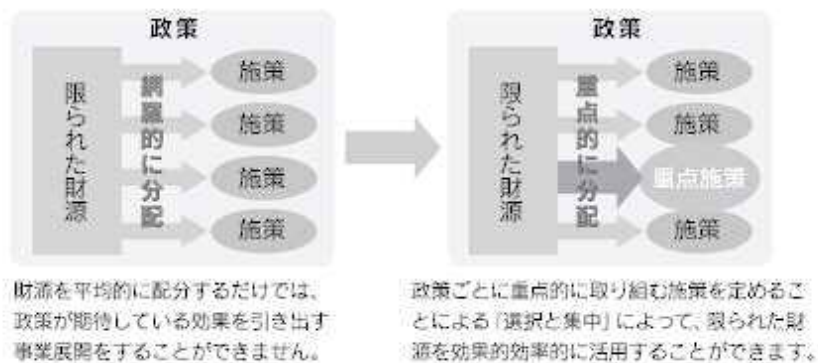 政策
限られた財源
網羅的に分配
施策
施策
施策
施策
財源を平均的に配分するだけでは、
政策が期待している効果を引き出す
事業展開をすることができません。
政策
限られた財源
重点的に分配
施策
施策
重点施策
施策
政策ごとに重点的に取り組む施策を定めるこ
とによる「選択と集中」によって、限られた財
源を効果的効率的に活用することができます。